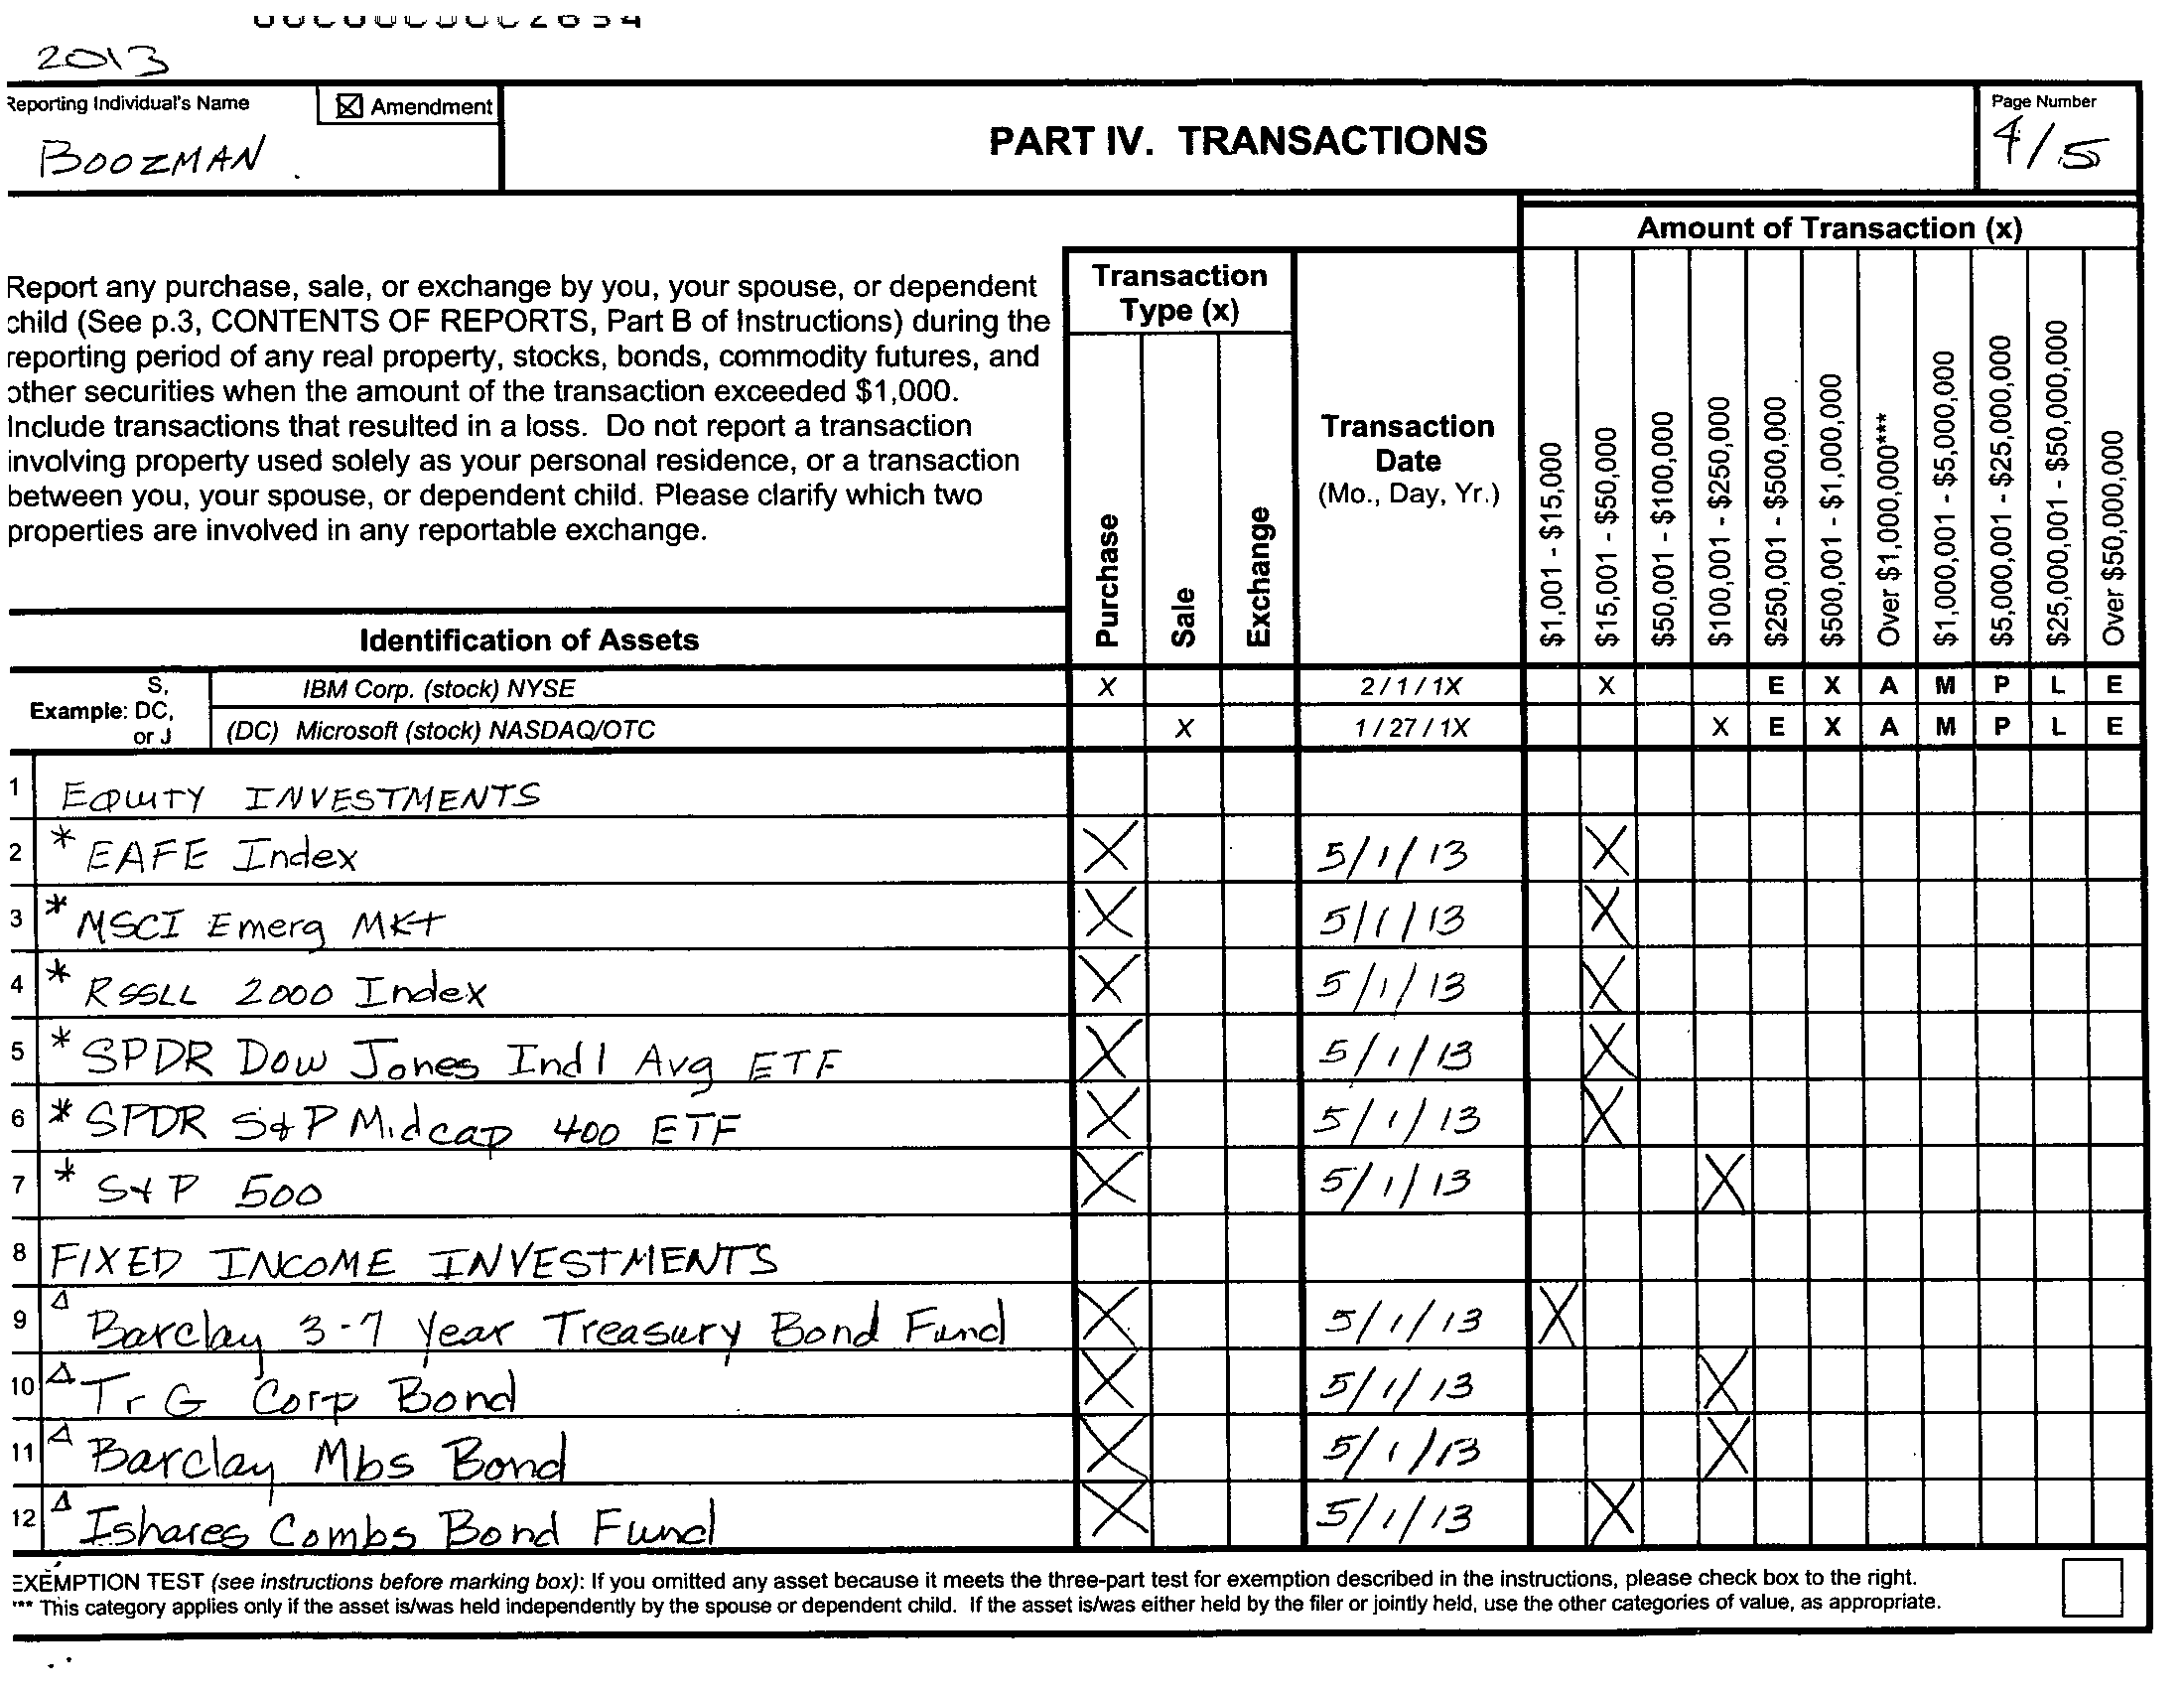 2013
Reporting Individual's Name
☒ Amendment
BOOZMAN
PART IV. TRANSACTIONS
Page Number
4/5
Report any purchase, sale, or exchange by you, your spouse, or dependent
child (See p.3, CONTENTS OF REPORTS, Part B of Instructions) during the
reporting period of any real property, stocks, bonds, commodity futures, and
other securities when the amount of the transaction exceeded $1,000.
Include transactions that resulted in a loss. Do not report a transaction
involving property used solely as your personal residence, or a transaction
between you, your spouse, or dependent child. Please clarify which two
properties are involved in any reportable exchange.
Identification of Assets
Transaction
Type (x)
Purchase
Sale
Exchange
Transaction
Date
(Mo., Day, Yr.)
Amount of Transaction (x)
$1,001 - $15,000
$15,001 - $50,000
$50,001 - $100,000
$100,001 - $250,000
$250,001 - $500,000
$500,001 - $1,000,000
Over $1,000,000***
$1,000,001 - $5,000,000
$5,000,001 - $25,000,000
$25,000,001 - $50,000,000
Over $50,000,000
Example: S, DC, or J
IBM Corp. (stock) NYSE X 2/1/1X X E X A M P L E
(DC) Microsoft (stock) NASDAQ/OTC X 1/27/1X X E X A M P L E
1 EQUITY INVESTMENTS
2 * EAFE Index X 5/1/13 X
3 * MSCI Emerg MKt X 5/1/13 X
4 * RSSLL 2000 Index X 5/1/13 X
5 * SPDR Dow Jones Indl Avg ETF X 5/1/13 X
6 * SPDR S&P Midcap 400 ETF X 5/1/13 X
7 * S&P 500 X 5/1/13 X
8 FIXED INCOME INVESTMENTS
9 Δ Barclay 3-7 Year Treasury Bond Fund X 5/1/13 X
10 Δ Tr G Corp Bond X 5/1/13 X
11 Δ Barclay Mbs Bond X 5/1/13 X
12 Δ Ishares Combs Bond Fund X 5/1/13 X
EXEMPTION TEST (see instructions before marking box): If you omitted any asset because it meets the three-part test for exemption described in the instructions, please check box to the right.
*** This category applies only if the asset is/was held independently by the spouse or dependent child. If the asset is/was either held by the filer or jointly held, use the other categories of value, as appropriate.